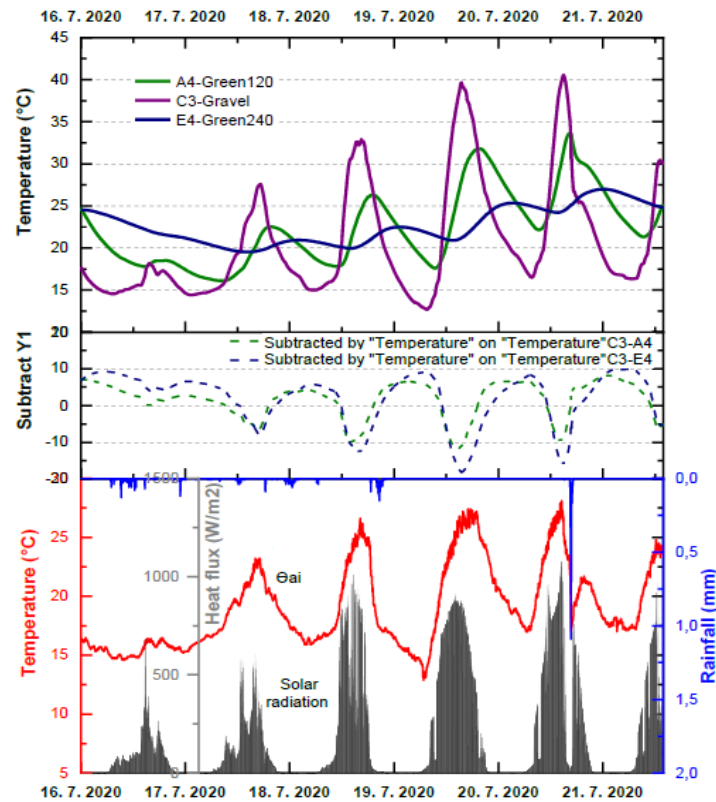 16. 7. 2020 17. 7. 2020 18. 7. 2020 19. 7. 2020 20. 7. 2020 21. 7. 2020
45
40
35
30
25
20
15
Temperature (°C)
A4-Green120
C3-Gravel
E4-Green240
20
10
0
-10
Subtract Y1
Subtracted by "Temperature" on "Temperature"C3-A4
Subtracted by "Temperature" on "Temperature"C3-E4
25
20
15
10
5
Temperature (°C)
1500
1000
500
0
Heat flux (W/m2)
Θai
Solar
radiation
0,0
0,5
1,0
1,5
2,0
Rainfall (mm)
16. 7. 2020 17. 7. 2020 18. 7. 2020 19. 7. 2020 20. 7. 2020 21. 7. 2020